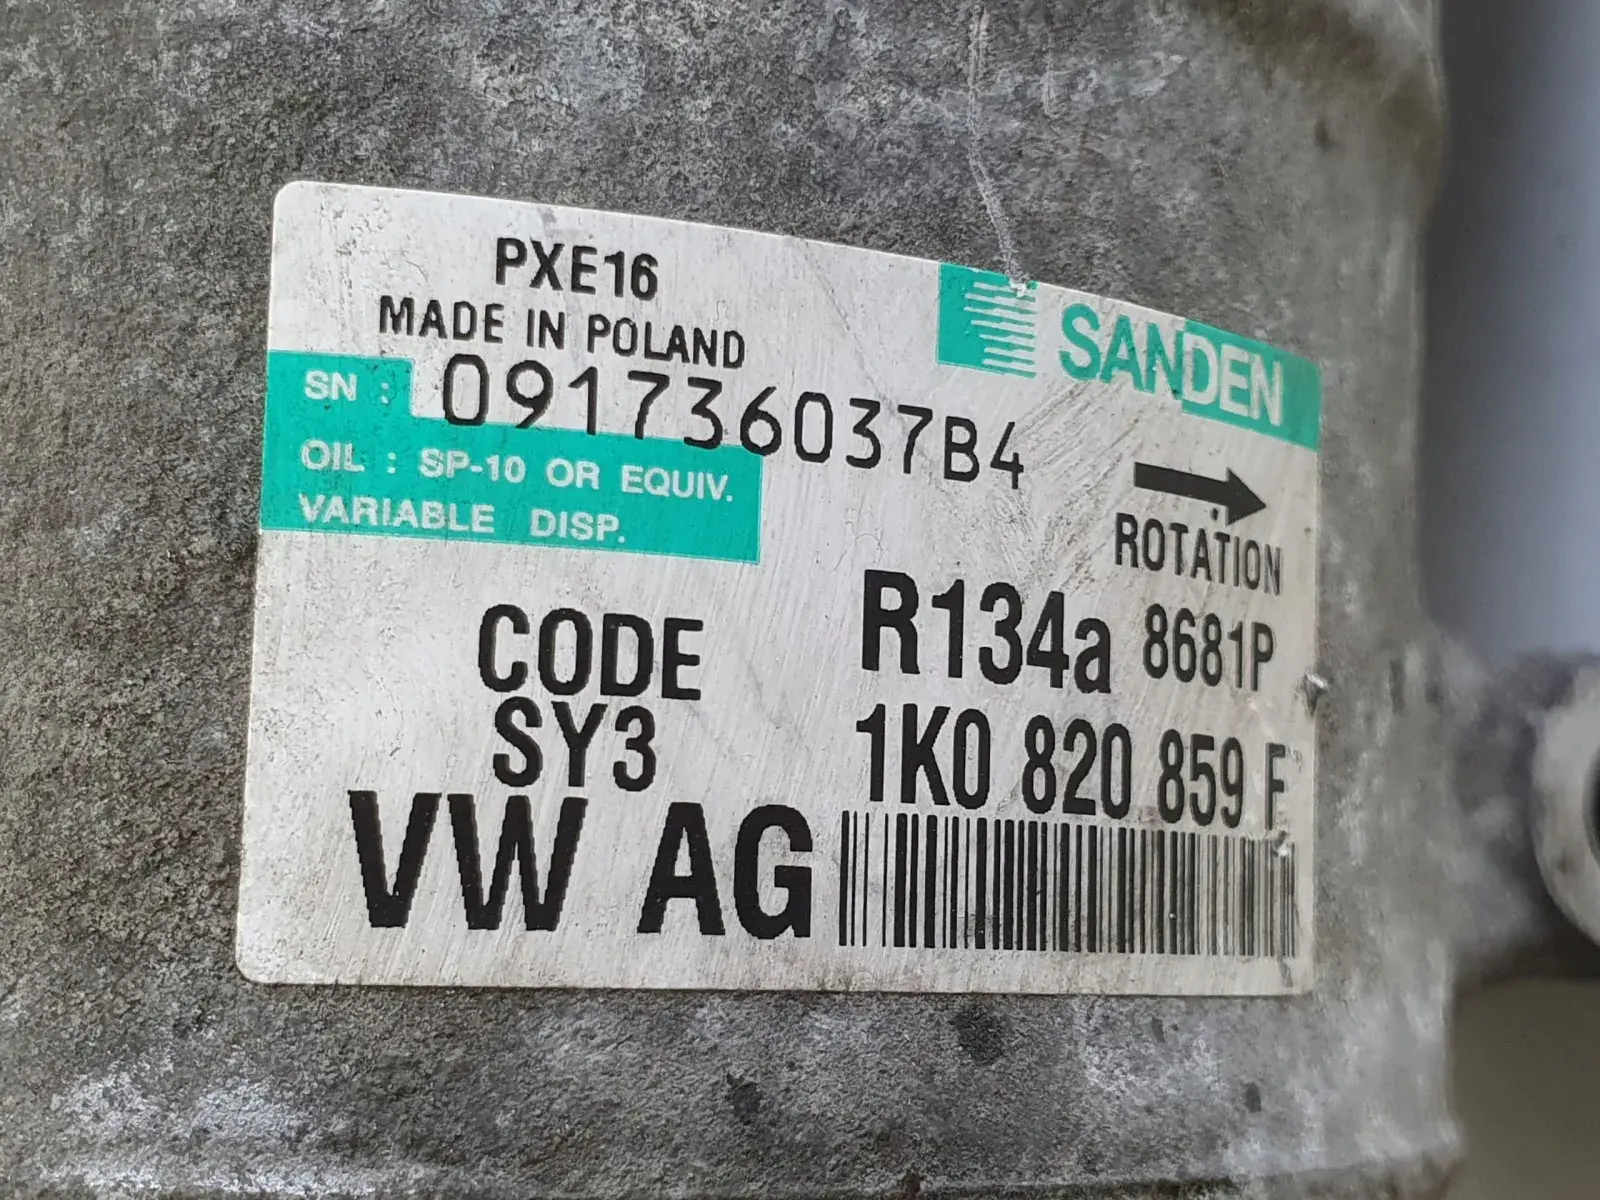 PXE16
MADE IN POLAND
SANDEN
SN : 091736037B4
OIL : SP-10 OR EQUIV.
VARIABLE DISP.
ROTATION
R134a 8681P
CODE
SY3
1K0 820 859 F
VW AG